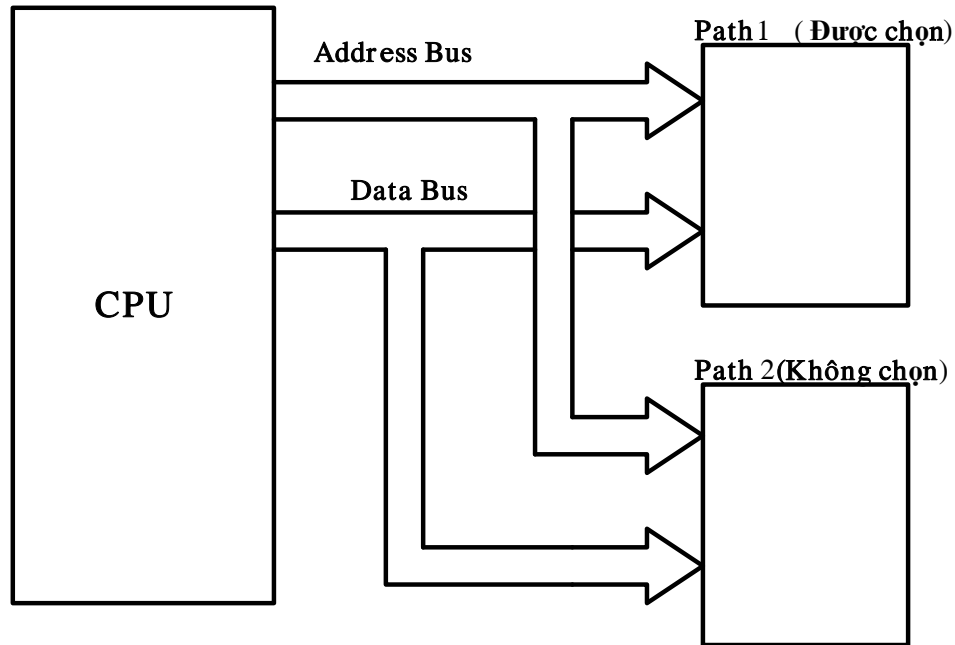 Path 1 ( Được chọn)
Address Bus
Data Bus
CPU
Path 2(Không chọn)